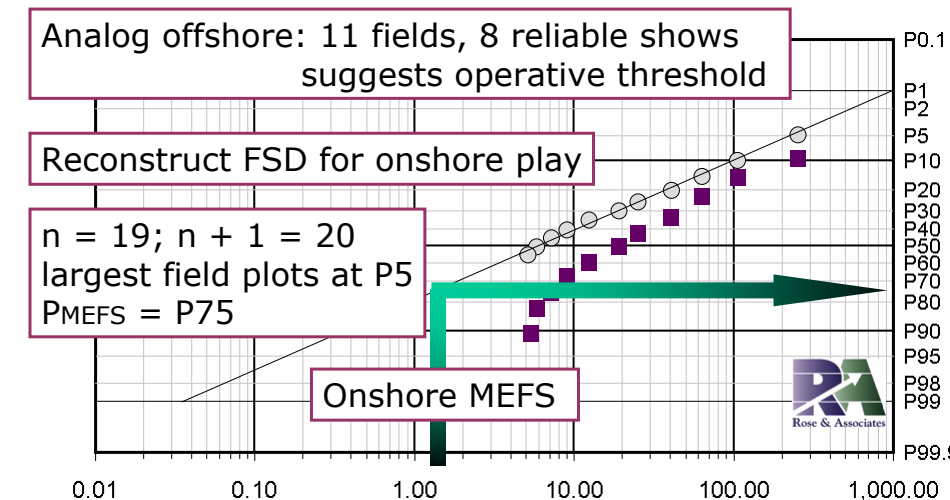 Analog offshore: 11 fields, 8 reliable shows
suggests operative threshold
Reconstruct FSD for onshore play
n = 19; n + 1 = 20
largest field plots at P5
PMEFS = P75
Onshore MEFS
RA
Rose & Associates
P0.1
P1
P2
P5
P10
P20
P30
P40
P50
P60
P70
P80
P90
P95
P98
P99
P99.9
0.01
0.10
1.00
10.00
100.00
1,000.00